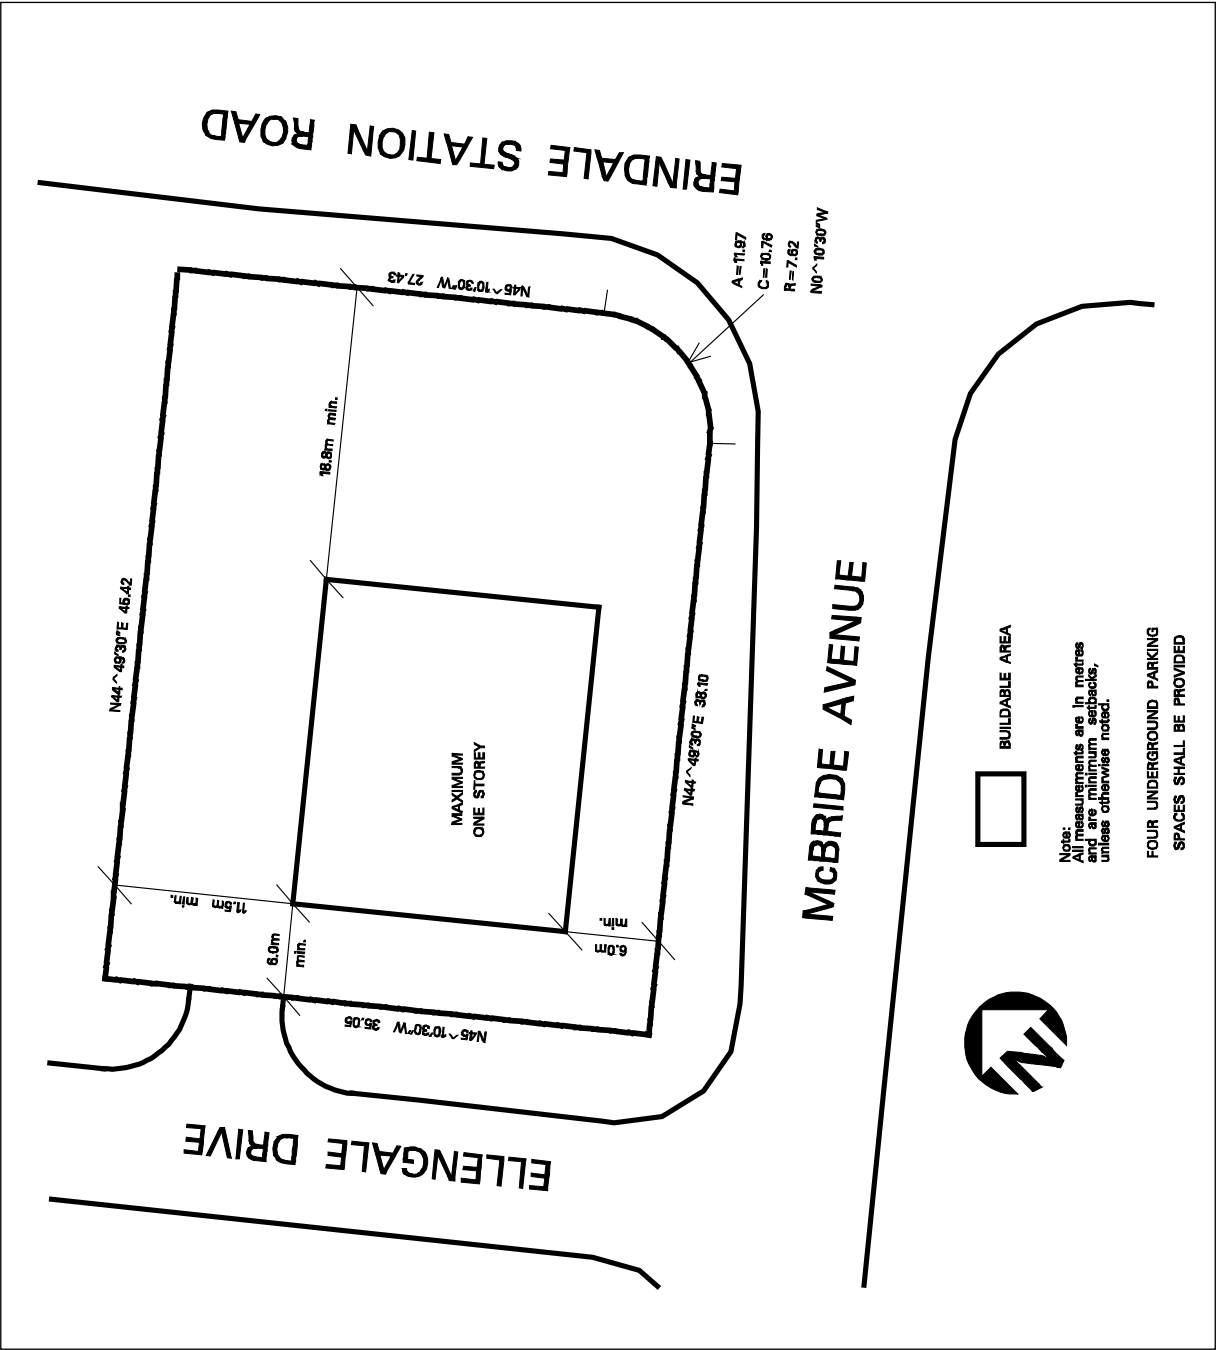 ERINDALE STATION ROAD
N45^10'30"W 27.43
A=11.97
C=10.76
R=7.62
N0^10'30"W
18.8m min.
N44^49'30"E 45.42
MAXIMUM
ONE STOREY
N44^49'30"E 38.10
11.5m min.
6.0m
min.
6.0m
min.
N45^10'30"W 35.05
McBRIDE AVENUE
ELLENGALE DRIVE
BUILDABLE AREA
Note:
All measurements are in metres
and are minimum setbacks,
unless otherwise noted.
FOUR UNDERGROUND PARKING
SPACES SHALL BE PROVIDED
N